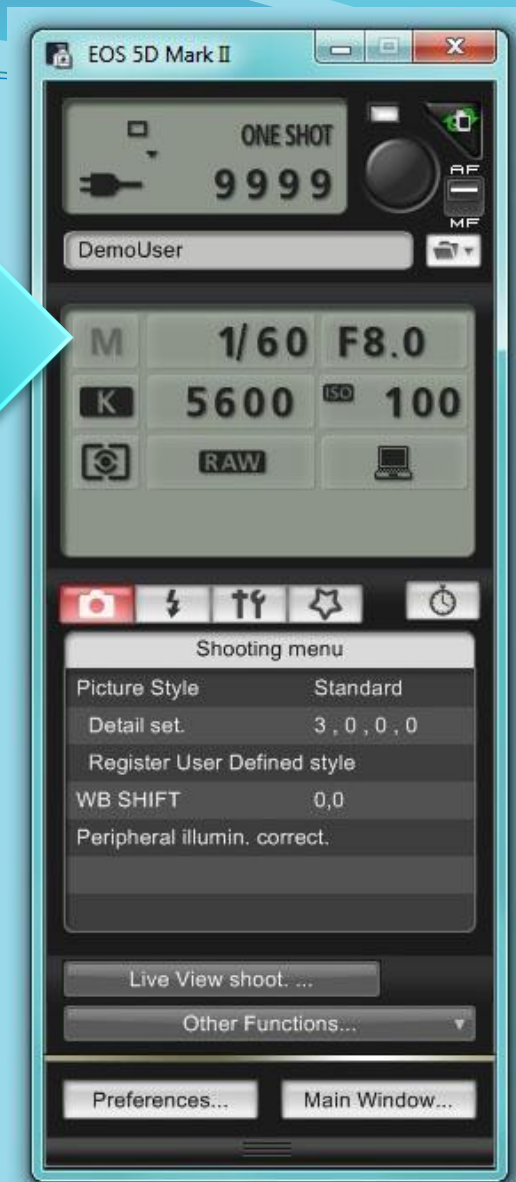 EOS 5D Mark II
ONE SHOT
9999
AF
MF
DemoUser
M 1/60 F8.0
K 5600 ISO 100
RAW
Shooting menu
Picture Style Standard
Detail set. 3 , 0 , 0 , 0
Register User Defined style
WB SHIFT 0,0
Peripheral illumin. correct.
Live View shoot. ...
Other Functions...
Preferences... Main Window...